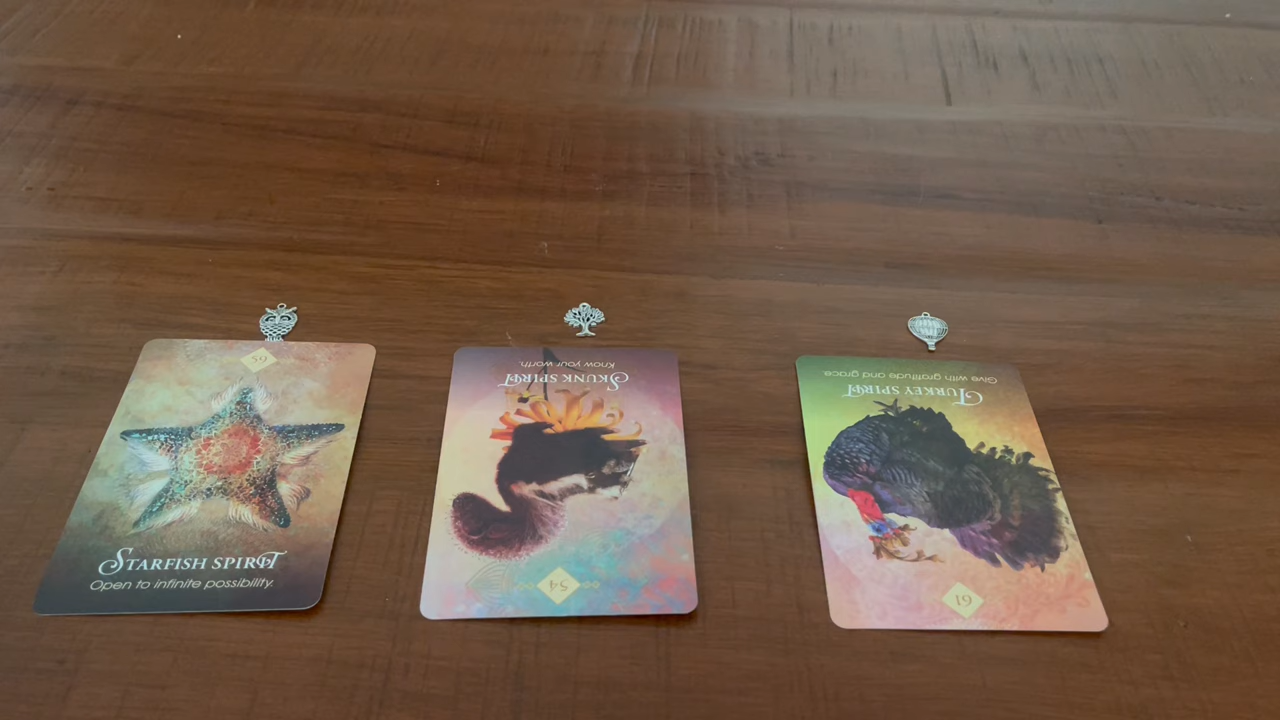 65
STARFISH SPIRIT
Open to infinite possibility.
54
SKUNK SPIRIT
Know your worth.
61
TURKEY SPIRIT
Give with gratitude and grace.